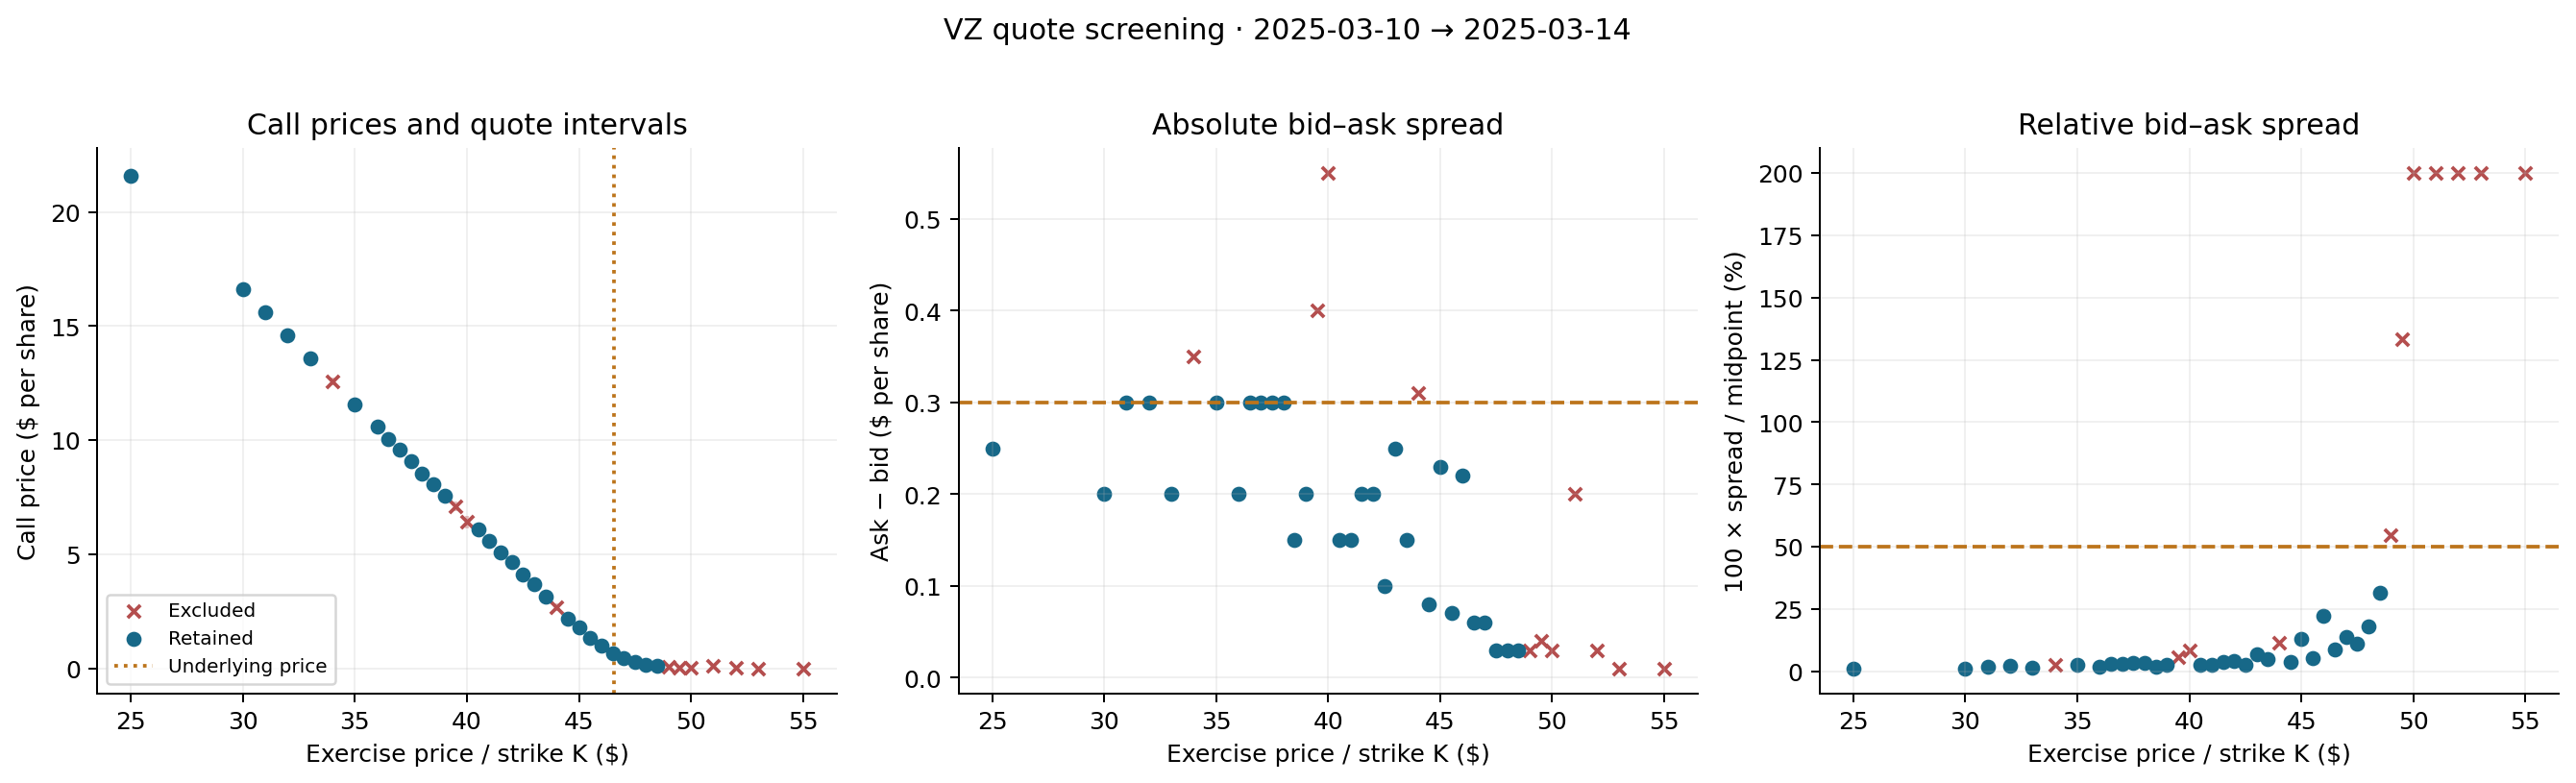 VZ quote screening · 2025-03-10 → 2025-03-14
Call prices and quote intervals
Call price ($ per share)
20
15
10
5
0
Excluded
Retained
Underlying price
25 30 35 40 45 50 55
Exercise price / strike K ($)
Absolute bid–ask spread
Ask − bid ($ per share)
0.5
0.4
0.3
0.2
0.1
0.0
25 30 35 40 45 50 55
Exercise price / strike K ($)
Relative bid–ask spread
100 × spread / midpoint (%)
200
175
150
125
100
75
50
25
0
25 30 35 40 45 50 55
Exercise price / strike K ($)